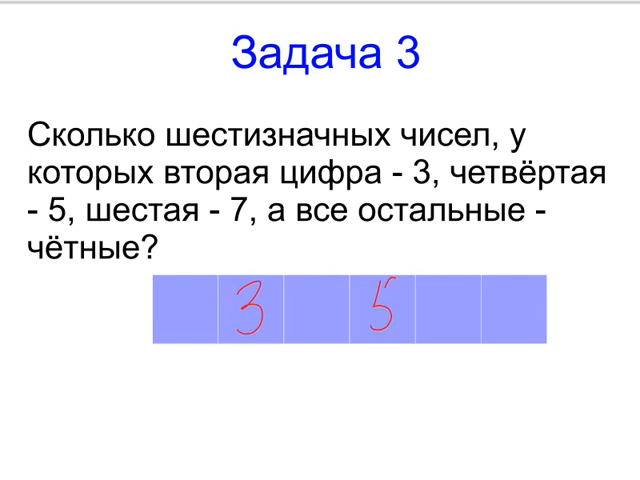 Задача 3
Сколько шестизначных чисел, у
которых вторая цифра - 3, четвёртая
- 5, шестая - 7, а все остальные -
чётные?
3 5